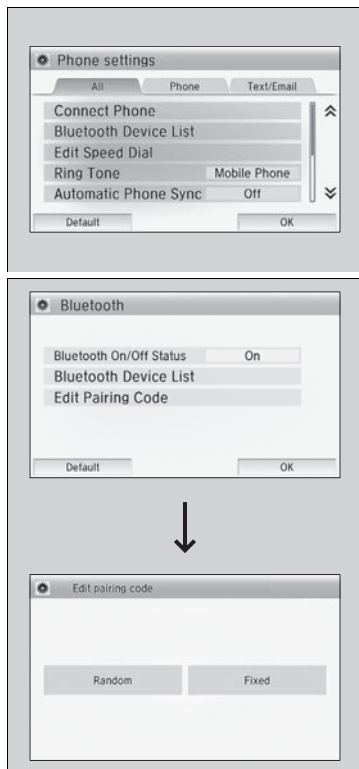 Phone settings
All Phone Text/Email
Connect Phone
Bluetooth Device List
Edit Speed Dial
Ring Tone Mobile Phone
Automatic Phone Sync Off
Default OK
Bluetooth
Bluetooth On/Off Status On
Bluetooth Device List
Edit Pairing Code
Default OK
Edit pairing code
Random Fixed